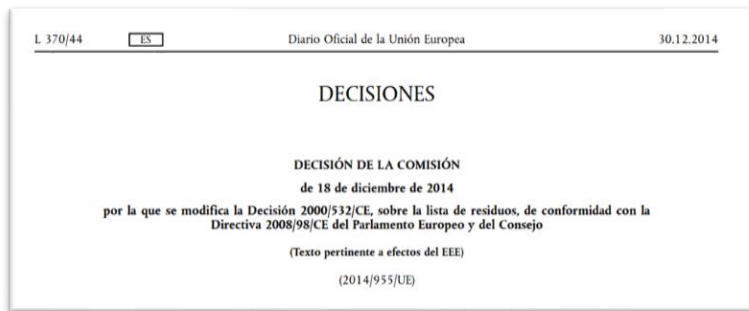 L 370/44 ES Diario Oficial de la Unión Europea 30.12.2014
DECISIONES
DECISIÓN DE LA COMISIÓN
de 18 de diciembre de 2014
por la que se modifica la Decisión 2000/532/CE, sobre la lista de residuos, de conformidad con la
Directiva 2008/98/CE del Parlamento Europeo y del Consejo
(Texto pertinente a efectos del EEE)
(2014/955/UE)